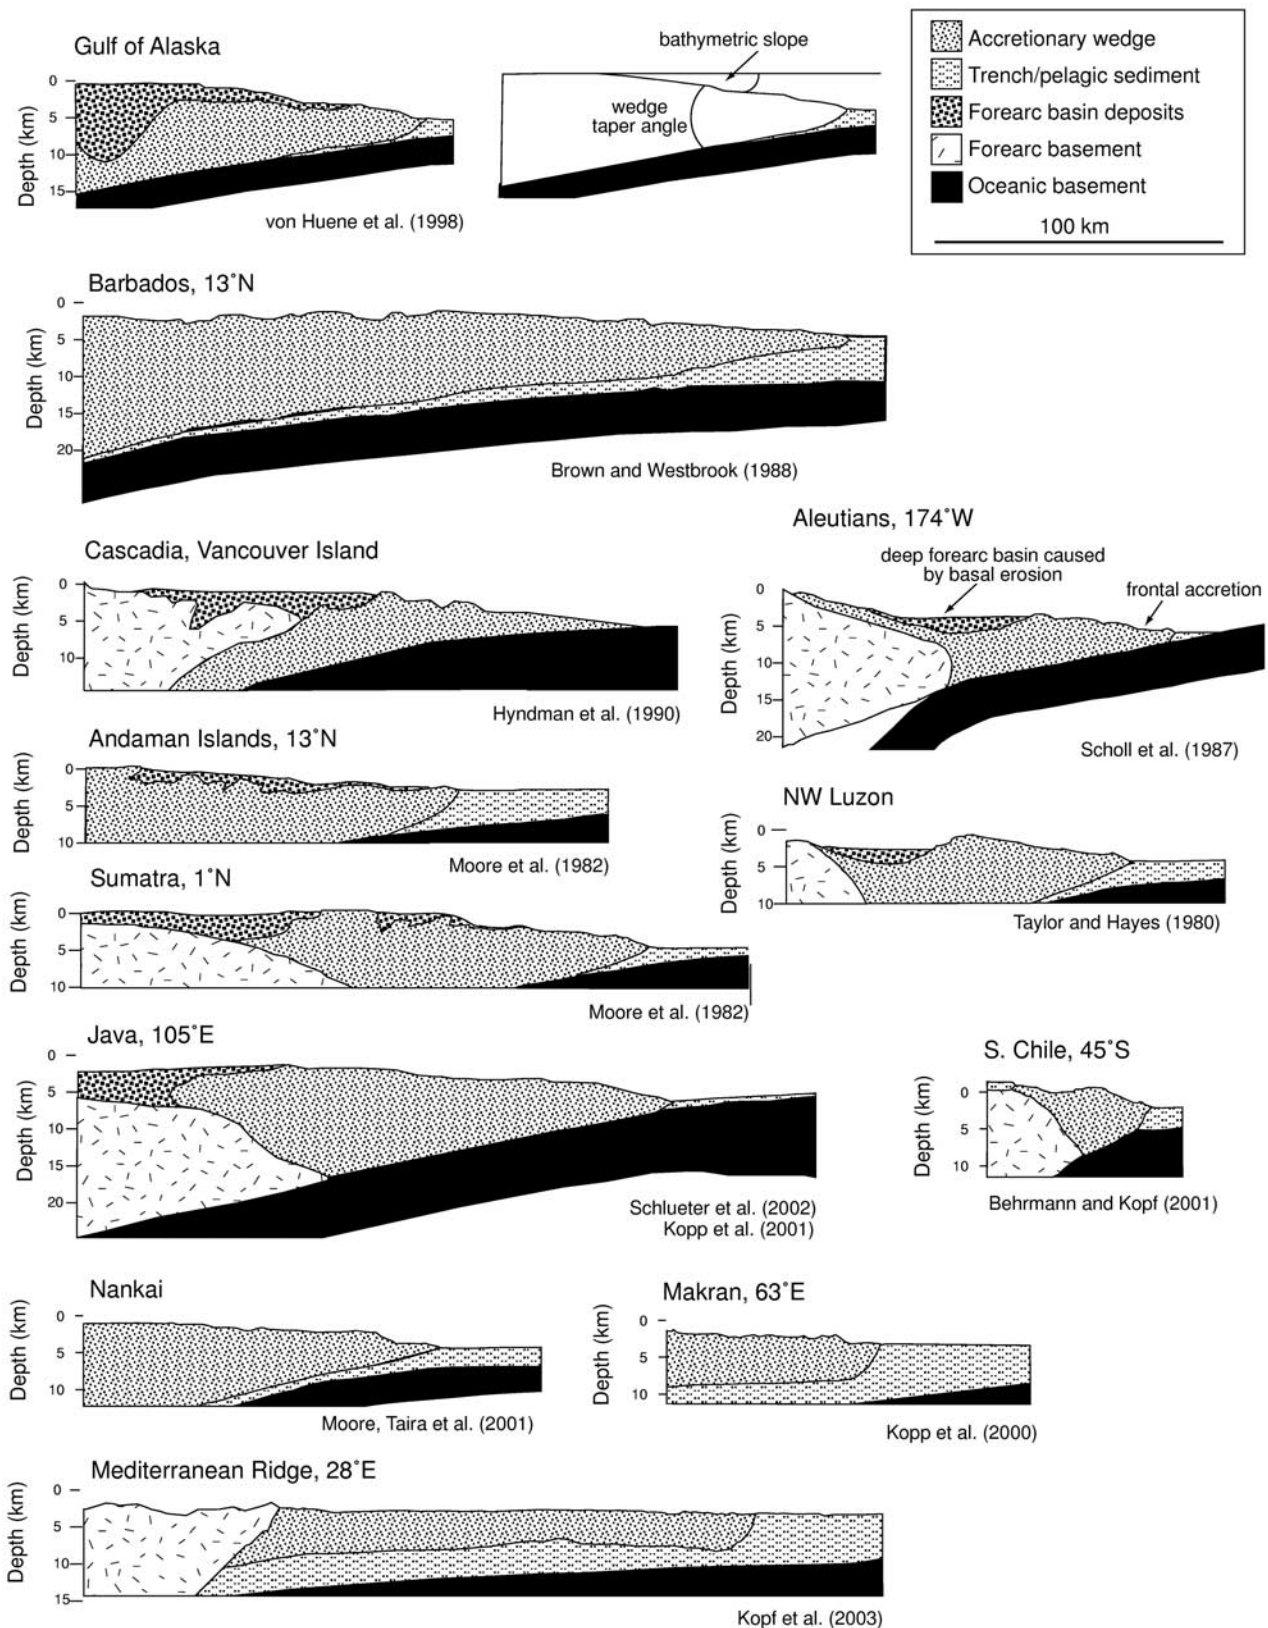 Gulf of Alaska
0
5
10
15
Depth (km)
von Huene et al. (1998)
bathymetric slope
wedge
taper angle
Accretionary wedge
Trench/pelagic sediment
Forearc basin deposits
Forearc basement
Oceanic basement
100 km
Barbados, 13˚N
0
5
10
15
20
Depth (km)
Brown and Westbrook (1988)
Cascadia, Vancouver Island
0
5
10
Depth (km)
Hyndman et al. (1990)
Aleutians, 174˚W
deep forearc basin caused
by basal erosion
frontal accretion
0
5
10
15
20
Depth (km)
Scholl et al. (1987)
Andaman Islands, 13˚N
0
5
10
Depth (km)
Moore et al. (1982)
NW Luzon
0
5
10
Depth (km)
Taylor and Hayes (1980)
Sumatra, 1˚N
0
5
10
Depth (km)
Moore et al. (1982)
Java, 105˚E
0
5
10
15
20
Depth (km)
Schlueter et al. (2002)
Kopp et al. (2001)
S. Chile, 45˚S
0
5
10
Depth (km)
Behrmann and Kopf (2001)
Nankai
0
5
10
Depth (km)
Moore, Taira et al. (2001)
Makran, 63˚E
0
5
10
Depth (km)
Kopp et al. (2000)
Mediterranean Ridge, 28˚E
0
5
10
15
Depth (km)
Kopf et al. (2003)